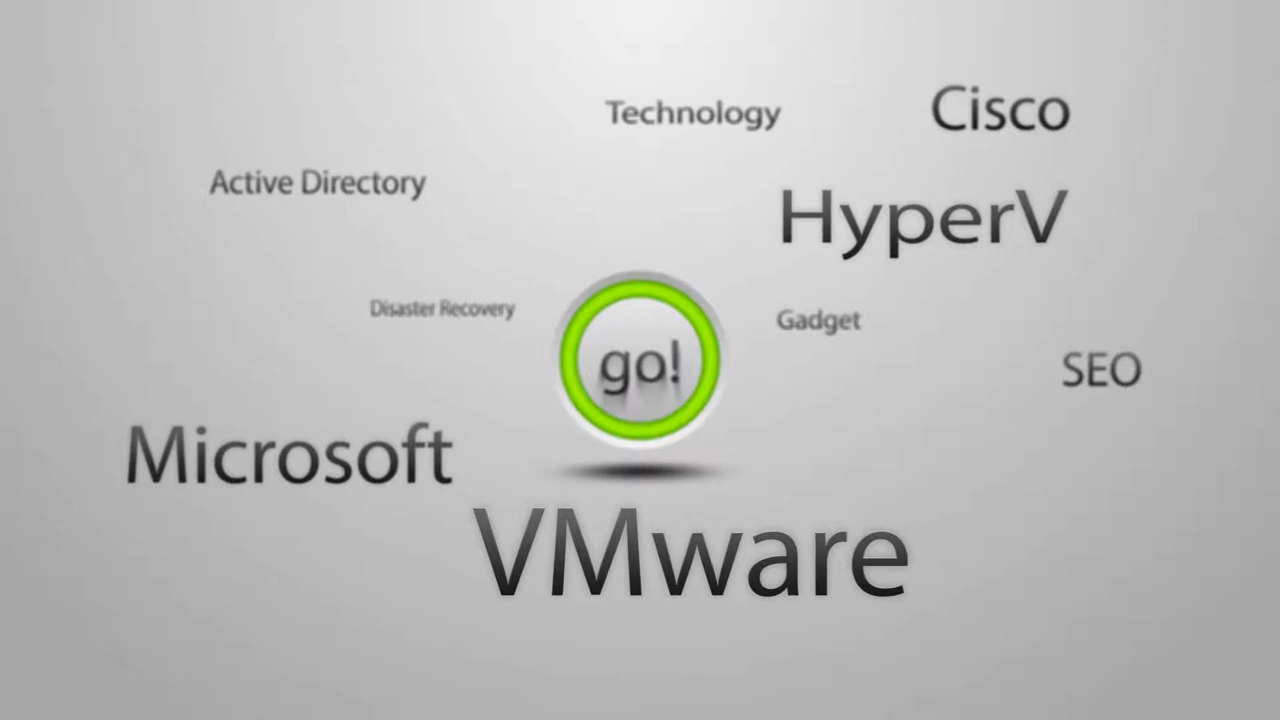 Technology
Cisco
Active Directory
HyperV
Disaster Recovery
Gadget
go!
SEO
Microsoft
VMware